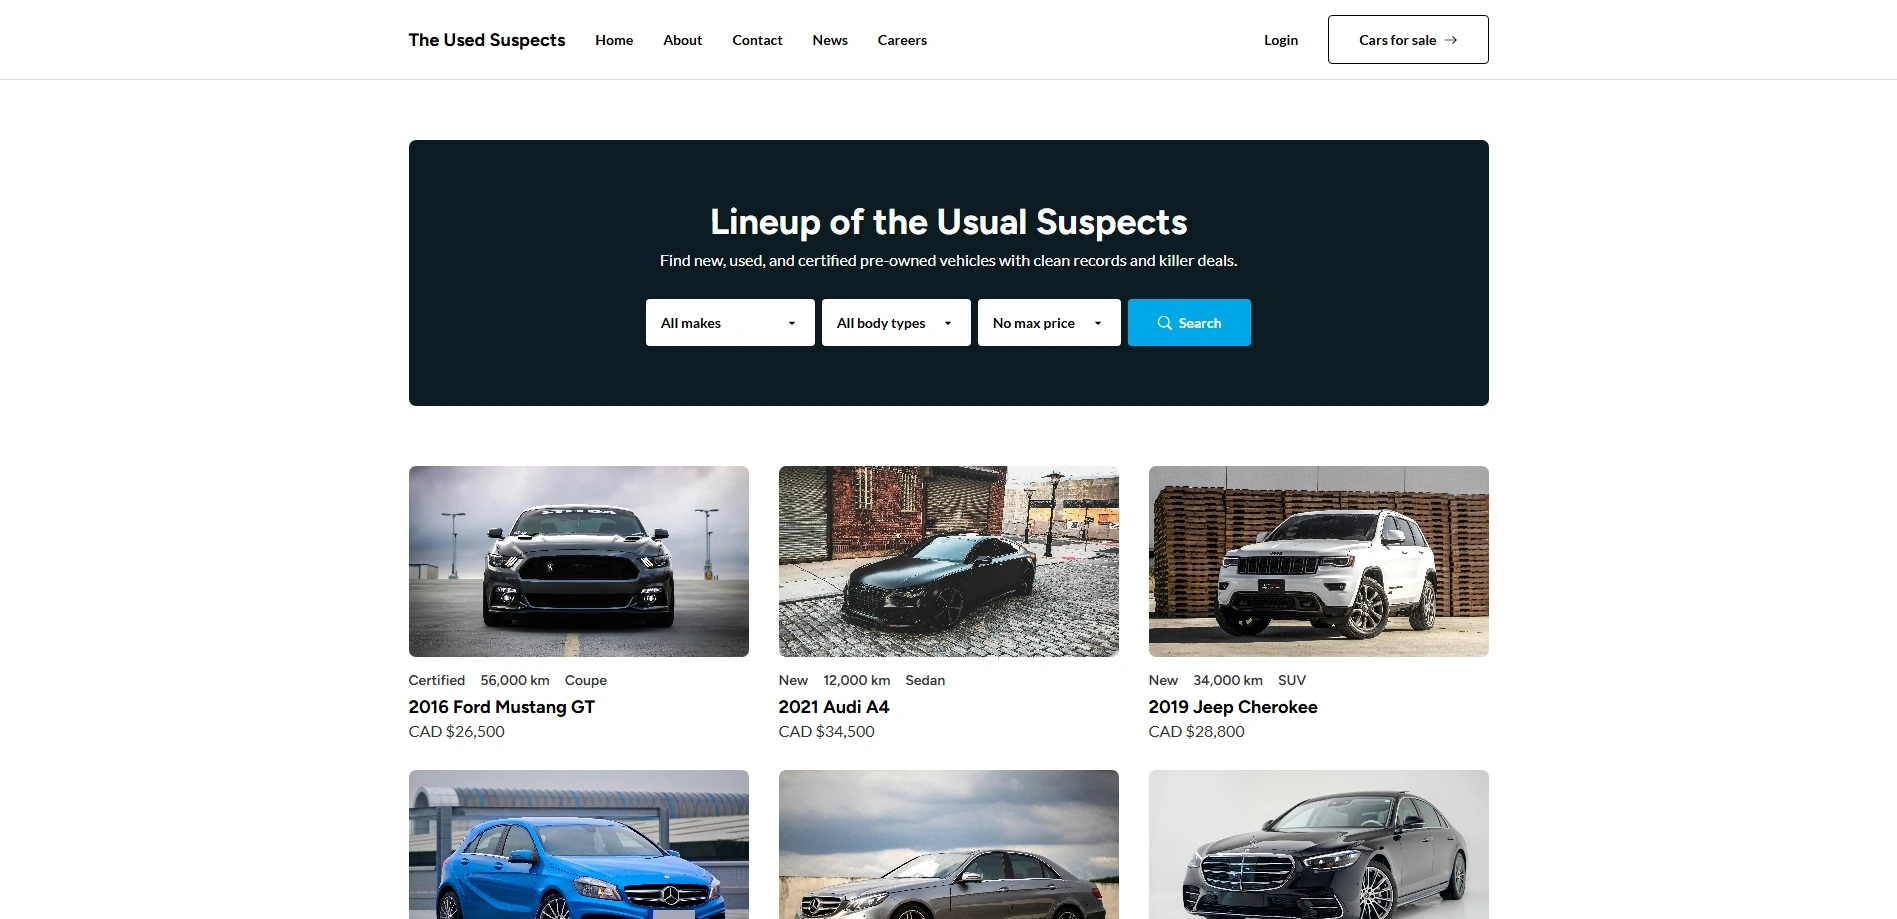 The Used Suspects Home About Contact News Careers Login Cars for sale →
Lineup of the Usual Suspects
Find new, used, and certified pre-owned vehicles with clean records and killer deals.
All makes All body types No max price Search
Certified 56,000 km Coupe
2016 Ford Mustang GT
CAD $26,500
New 12,000 km Sedan
2021 Audi A4
CAD $34,500
New 34,000 km SUV
2019 Jeep Cherokee
CAD $28,800